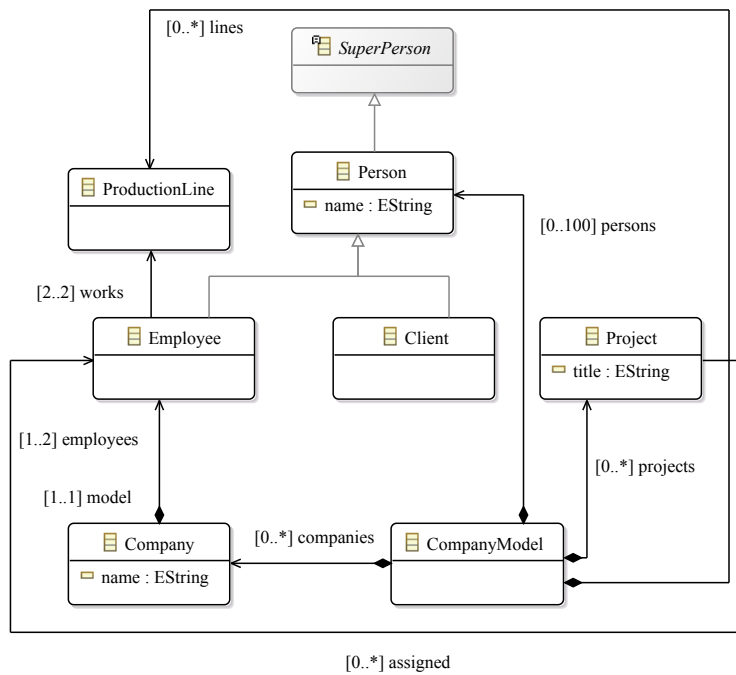 [0..*] lines
SuperPerson
ProductionLine
Person
name : EString
[0..100] persons
[2..2] works
Employee
Client
Project
title : EString
[1..2] employees
[0..*] projects
[1..1] model
Company
name : EString
[0..*] companies
CompanyModel
[0..*] assigned